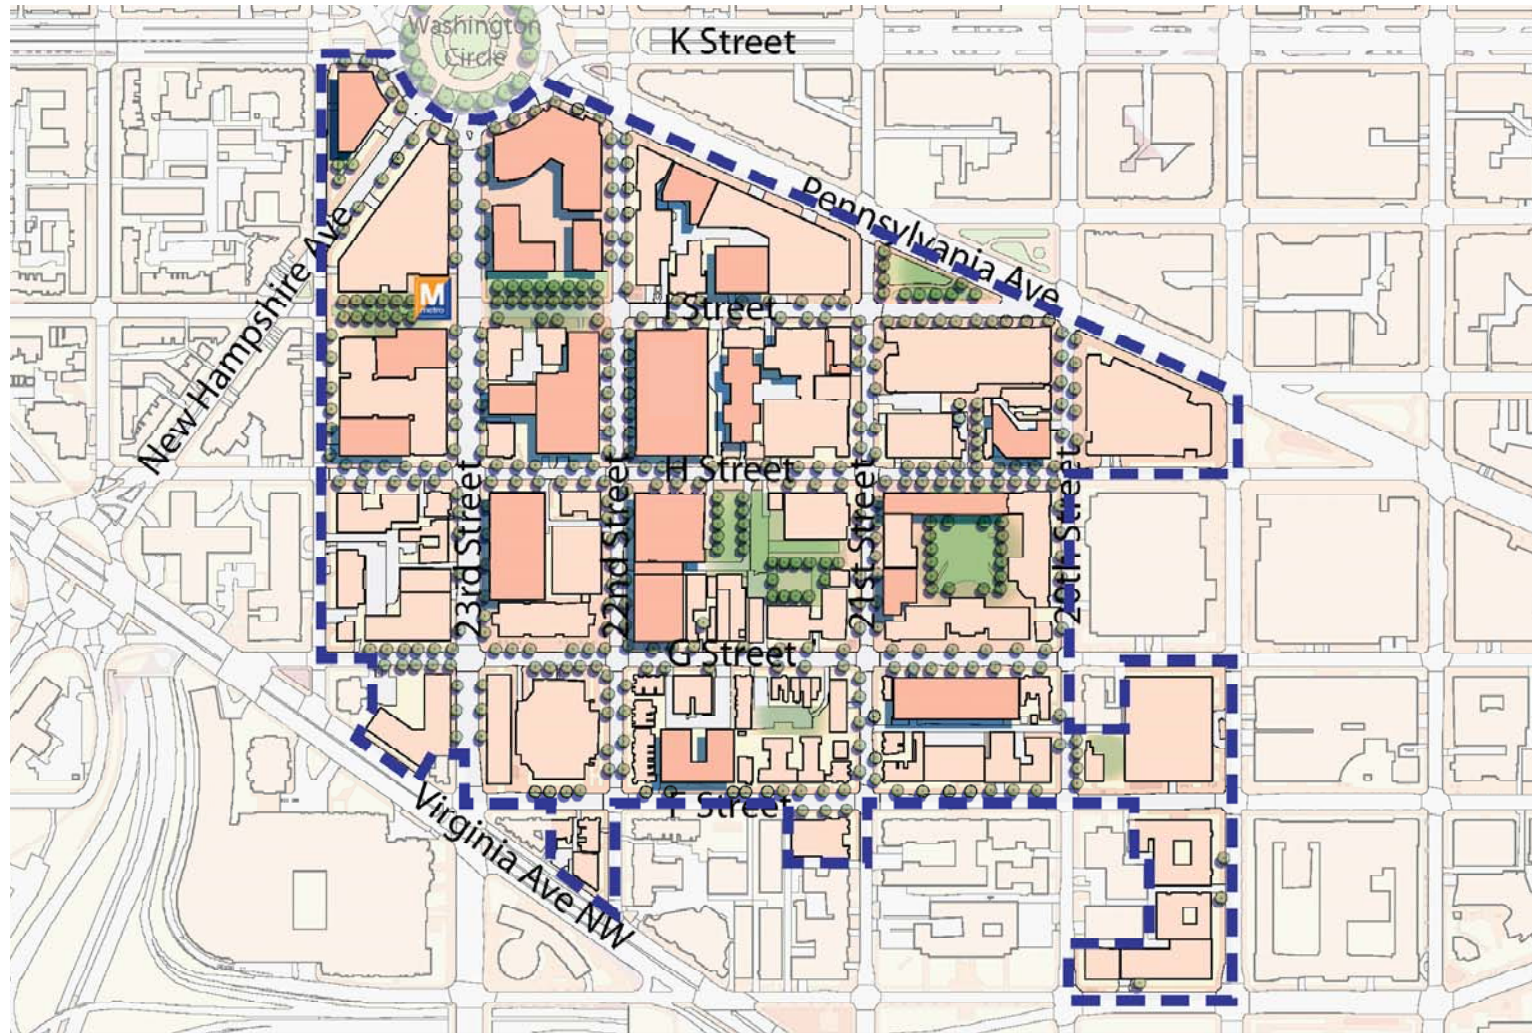 Washington
Circle
K Street
Pennsylvania Ave
New Hampshire Ave
M
metro
I Street
H Street
23rd Street
22nd Street
21st Street
20th Street
G Street
F Street
Virginia Ave NW